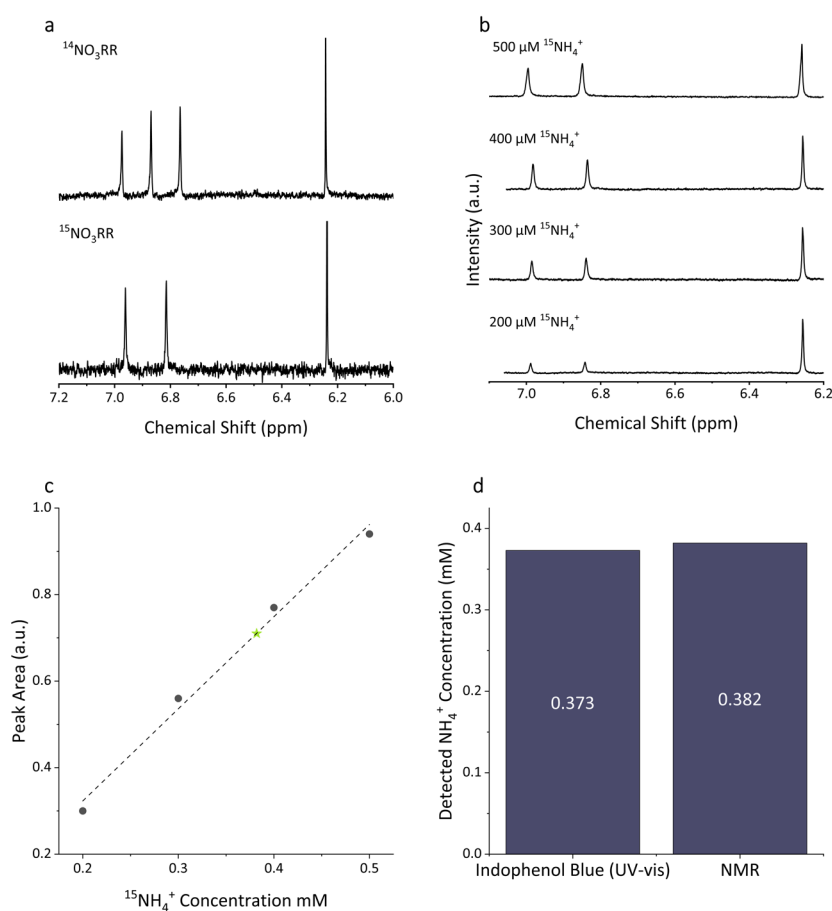 a
¹⁴NO₃RR
¹⁵NO₃RR
7.2 7.0 6.8 6.6 6.4 6.2 6.0
Chemical Shift (ppm)
b
500 µM ¹⁵NH₄⁺
400 µM ¹⁵NH₄⁺
300 µM ¹⁵NH₄⁺
200 µM ¹⁵NH₄⁺
Intensity (a.u.)
7.0 6.8 6.6 6.4 6.2
Chemical Shift (ppm)
c
1.0
0.8
0.6
0.4
0.2
Peak Area (a.u.)
0.2 0.3 0.4 0.5
¹⁵NH₄⁺ Concentration mM
d
0.4
0.3
0.2
0.1
0.0
Detected NH₄⁺ Concentration (mM)
0.373
0.382
Indophenol Blue (UV-vis) NMR